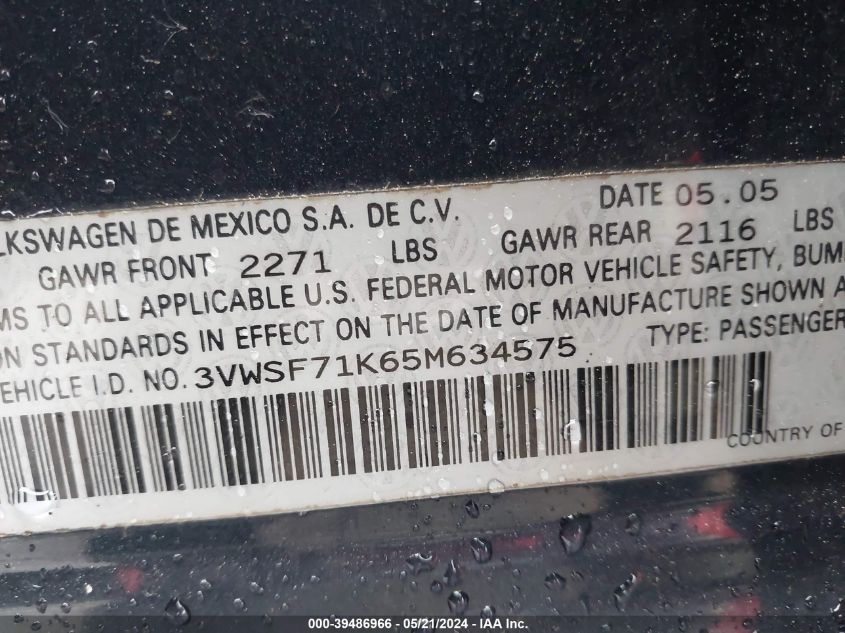 LKSWAGEN DE MEXICO S.A. DE C.V. DATE 05.05
GAWR FRONT 2271 LBS GAWR REAR 2116 LBS
MS TO ALL APPLICABLE U.S. FEDERAL MOTOR VEHICLE SAFETY, BUM
ON STANDARDS IN EFFECT ON THE DATE OF MANUFACTURE SHOWN A
EHICLE I.D. NO. 3VWSF71K65M634575 TYPE: PASSENGER
COUNTRY OF
000-39486966 - 05/21/2024 - IAAI.com